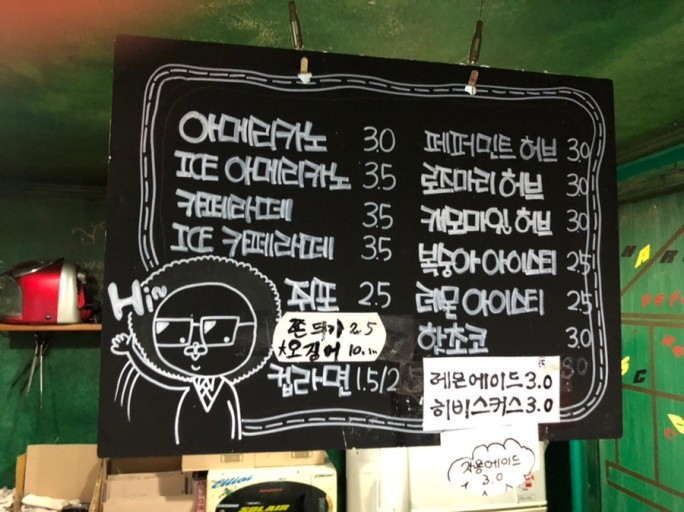 아메리카노 3.0
ICE 아메리카노 3.5
카페라떼 3.5
ICE 카페라떼 3.5
쥐포 2.5
쫀듸기 2.5
오징어 10.
컵라면 1.5/2
페퍼민트 허브 3.0
로즈마리 허브 3.0
캐모마일 허브 3.0
복숭아 아이스티 2.5
레몬 아이스티 2.5
핫초코 3.0
레몬에이드 3.0
히비스커스 3.0
자몽에이드
3.0
Hi~
SOLAIR